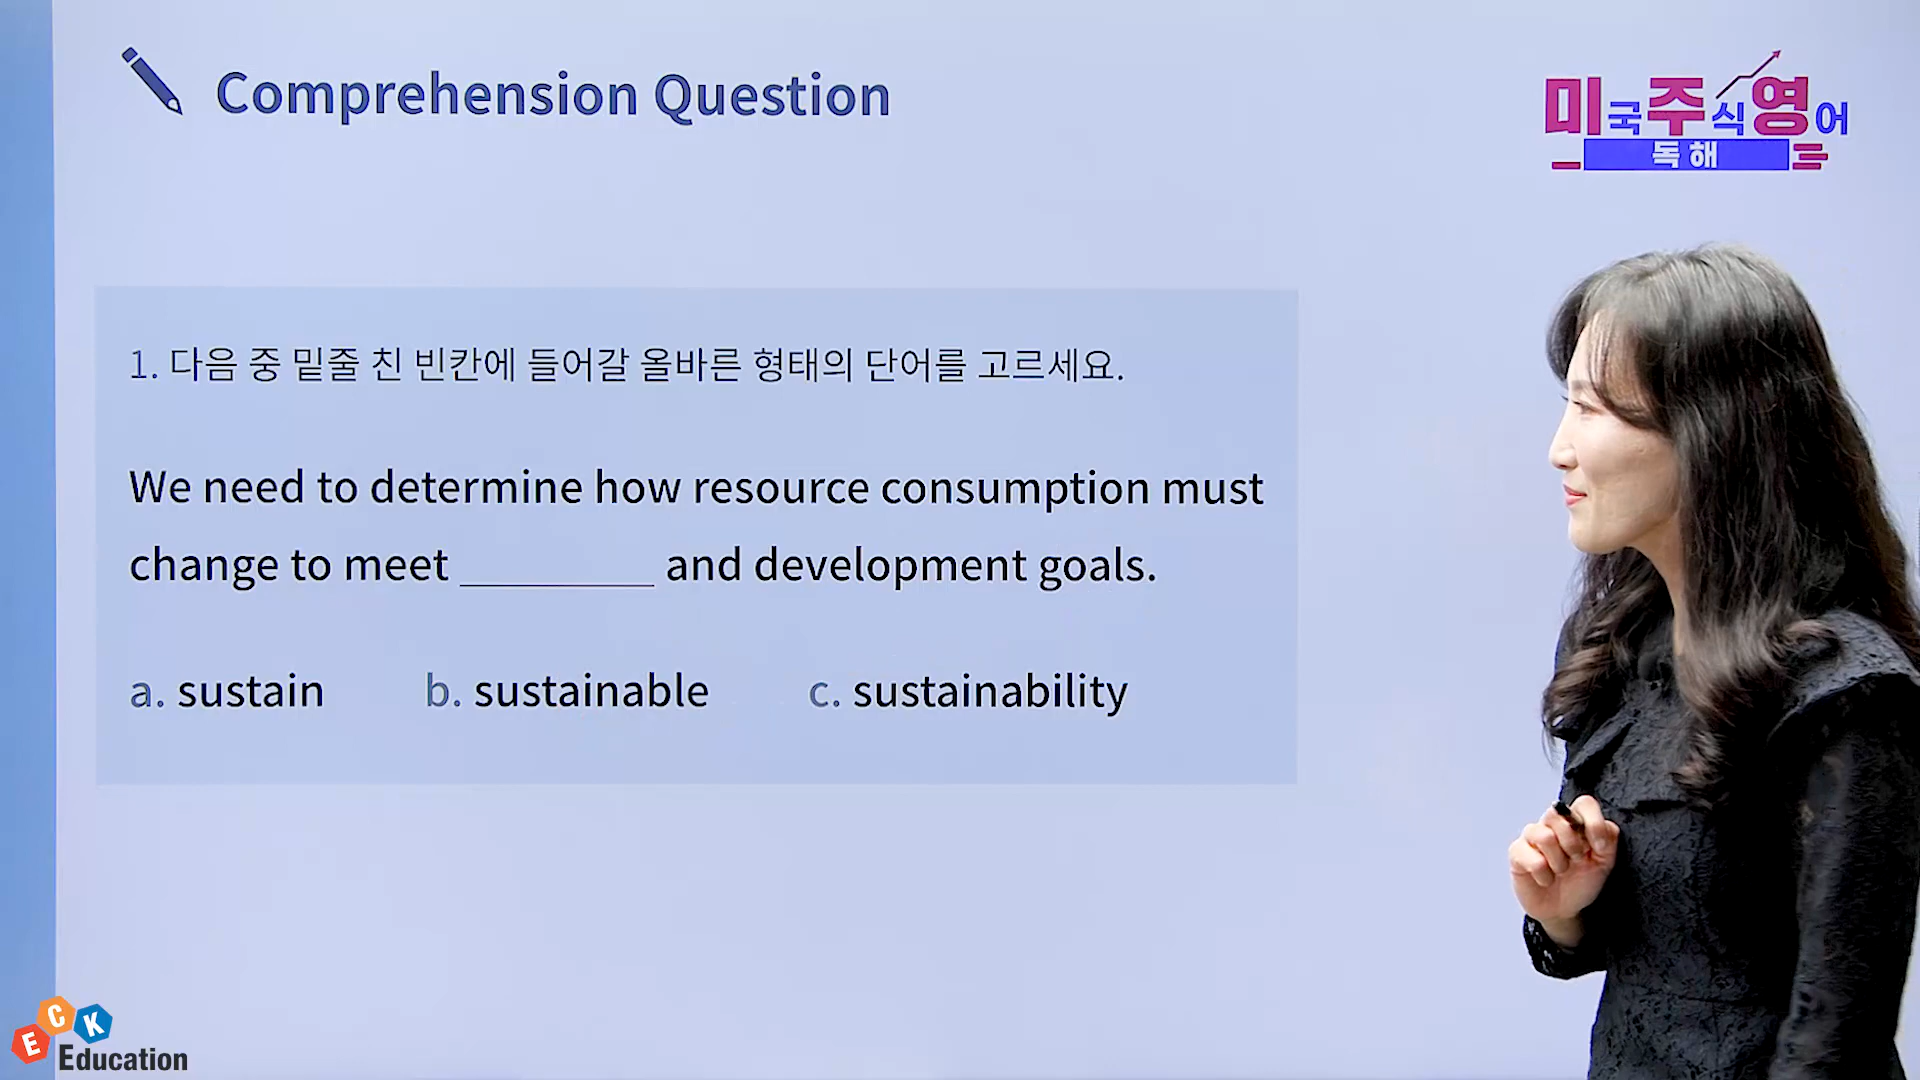 Comprehension Question
미국주식영어
독해
1. 다음 중 밑줄 친 빈칸에 들어갈 올바른 형태의 단어를 고르세요.
We need to determine how resource consumption must
change to meet ________ and development goals.
a. sustain b. sustainable c. sustainability
ECK
Education